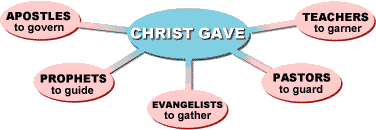 CHRIST GAVE
APOSTLES
to govern
PROPHETS
to guide
EVANGELISTS
to gather
PASTORS
to guard
TEACHERS
to garner